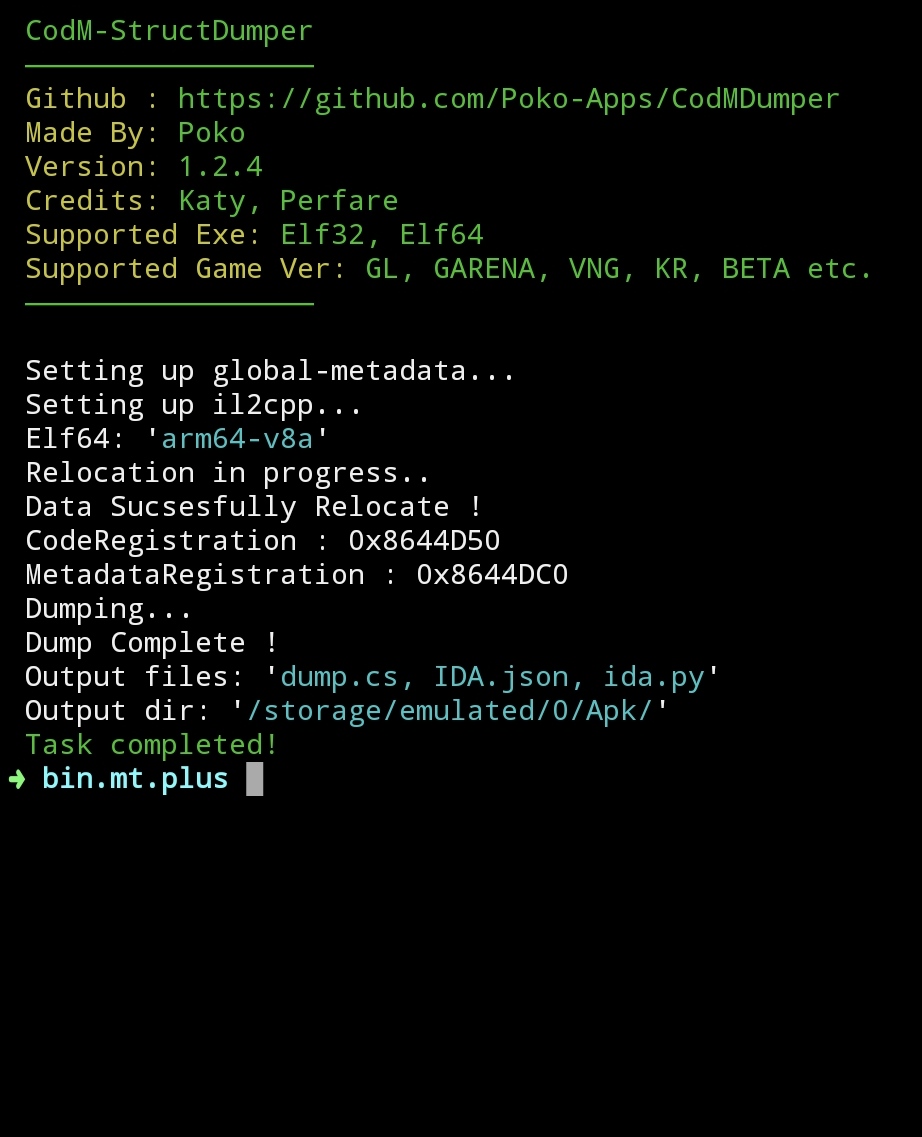 CodM-StructDumper
Github : https://github.com/Poko-Apps/CodMDumper
Made By: Poko
Version: 1.2.4
Credits: Katy, Perfare
Supported Exe: Elf32, Elf64
Supported Game Ver: GL, GARENA, VNG, KR, BETA etc.
Setting up global-metadata...
Setting up il2cpp...
Elf64: 'arm64-v8a'
Relocation in progress..
Data Sucsesfully Relocate !
CodeRegistration : 0x8644D50
MetadataRegistration : 0x8644DC0
Dumping...
Dump Complete !
Output files: 'dump.cs, IDA.json, ida.py'
Output dir: '/storage/emulated/0/Apk/'
Task completed!
➜ bin.mt.plus